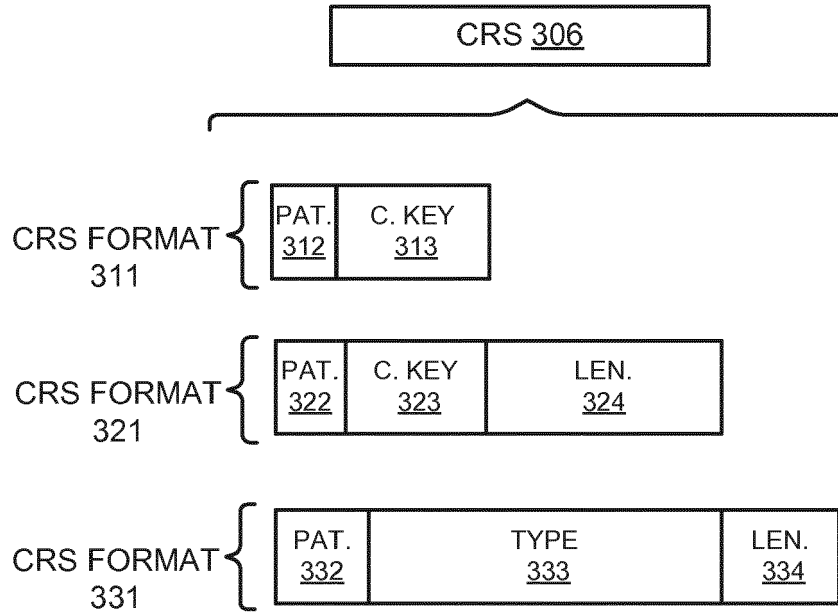 CRS 306
PAT. C. KEY
312 313
CRS FORMAT
311
PAT. C. KEY LEN.
322 323 324
CRS FORMAT
321
PAT. TYPE LEN.
332 333 334
CRS FORMAT
331